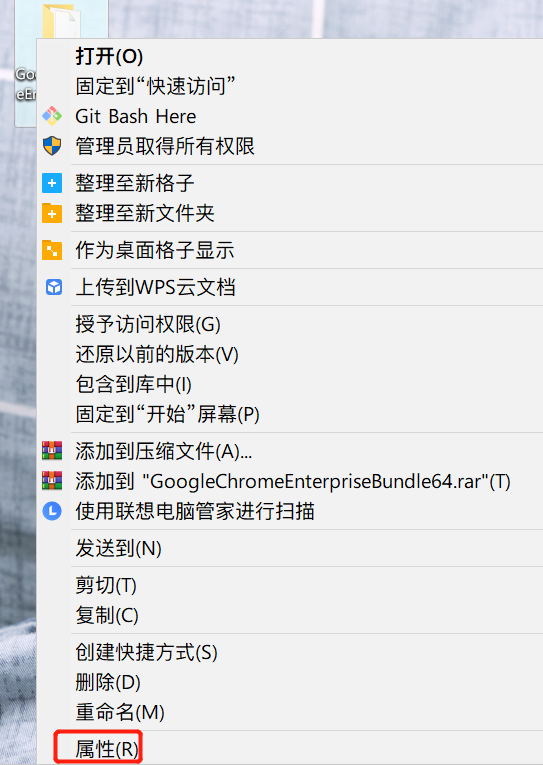 Goo
eEn
打开(O)
固定到“快速访问”
Git Bash Here
管理员取得所有权限
整理至新格子
整理至新文件夹
作为桌面格子显示
上传到WPS云文档
授予访问权限(G)
还原以前的版本(V)
包含到库中(I)
固定到“开始”屏幕(P)
添加到压缩文件(A)...
添加到 "GoogleChromeEnterpriseBundle64.rar"(T)
使用联想电脑管家进行扫描
发送到(N)
剪切(T)
复制(C)
创建快捷方式(S)
删除(D)
重命名(M)
属性(R)